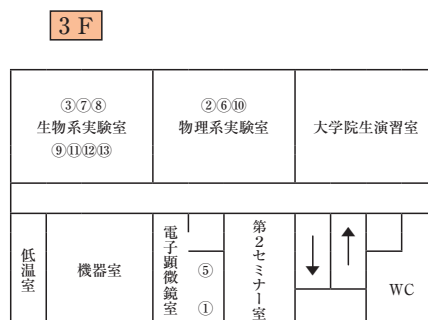 3 F
③⑦⑧
生物系実験室
⑨⑪⑫⑬
②⑥⑩
物理系実験室
大学院生演習室
低温室
機器室
電子顕微鏡室
⑤
①
第2セミナー室
WC